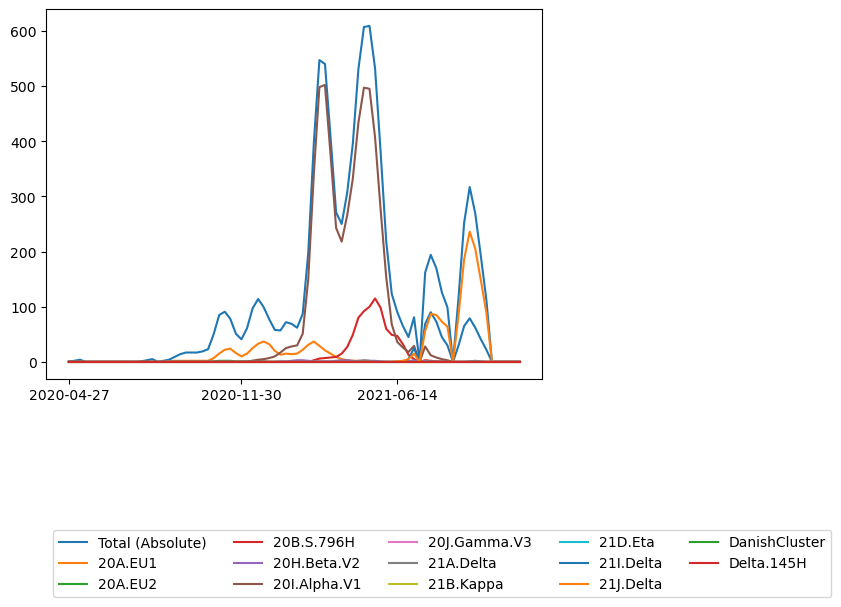 600
500
400
300
200
100
0
2020-04-27 2020-11-30 2021-06-14
Total (Absolute) 20B.S.796H 20J.Gamma.V3 21D.Eta DanishCluster
20A.EU1 20H.Beta.V2 21A.Delta 21I.Delta Delta.145H
20A.EU2 20I.Alpha.V1 21B.Kappa 21J.Delta